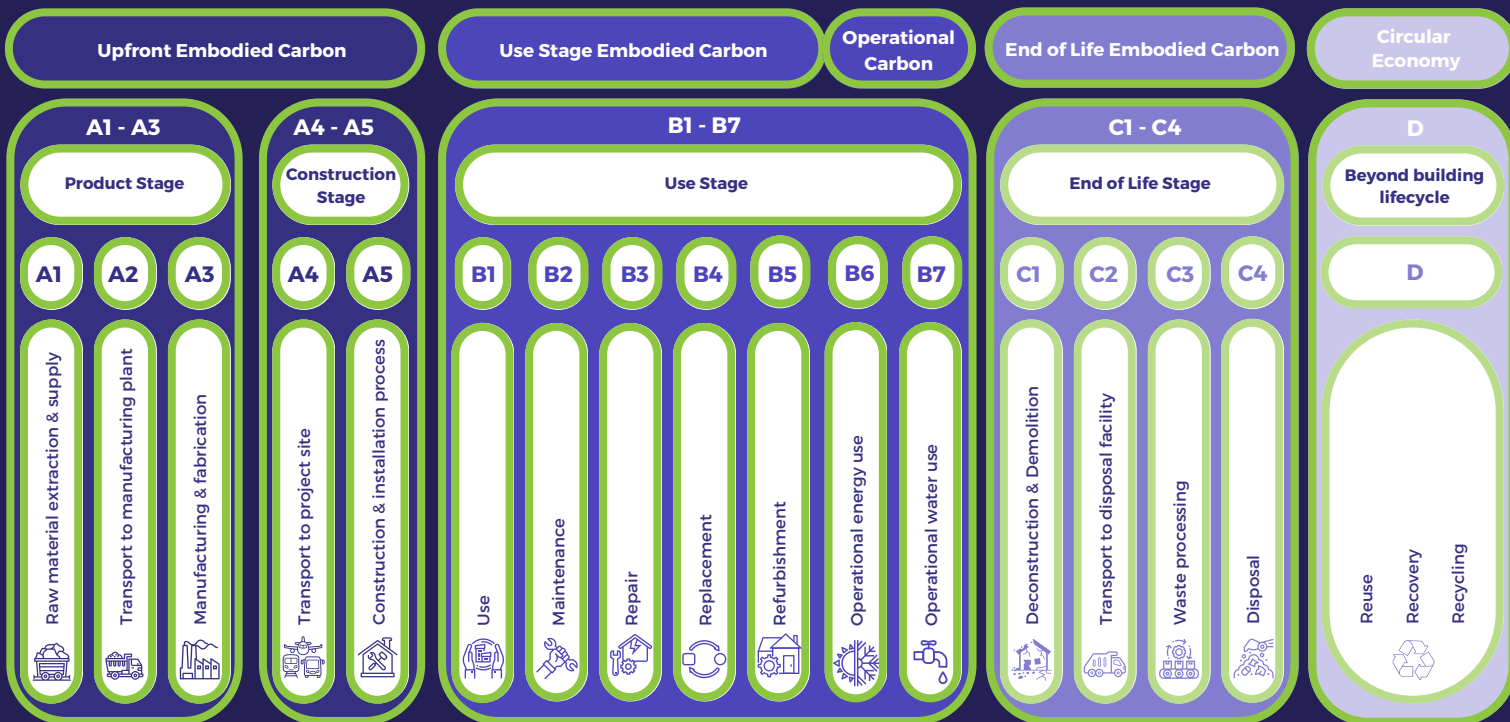 Upfront Embodied Carbon
Use Stage Embodied Carbon
Operational
Carbon
End of Life Embodied Carbon
Circular
Economy
A1 - A3
A4 - A5
B1 - B7
C1 - C4
D
Product Stage
Construction
Stage
Use Stage
End of Life Stage
Beyond building
lifecycle
A1
A2
A3
A4
A5
B1
B2
B3
B4
B5
B6
B7
C1
C2
C3
C4
D
Raw material extraction & supply
Transport to manufacturing plant
Manufacturing & fabrication
Transport to project site
Construction & installation process
Use
Maintenance
Repair
Replacement
Refurbishment
Operational energy use
Operational water use
Deconstruction & Demolition
Transport to disposal facility
Waste processing
Disposal
Reuse
Recovery
Recycling